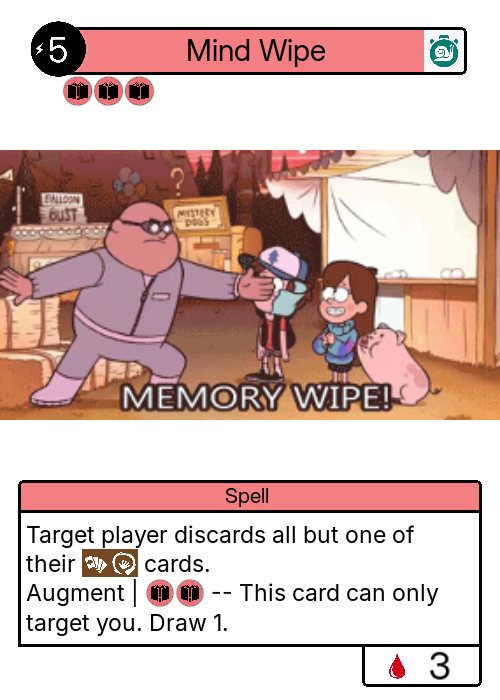 5
Mind Wipe
BALLOON
BUST
?
MYSTERY
DOGS
MEMORY WIPE!
Spell
Target player discards all but one of
their cards.
Augment | -- This card can only
target you. Draw 1.
3